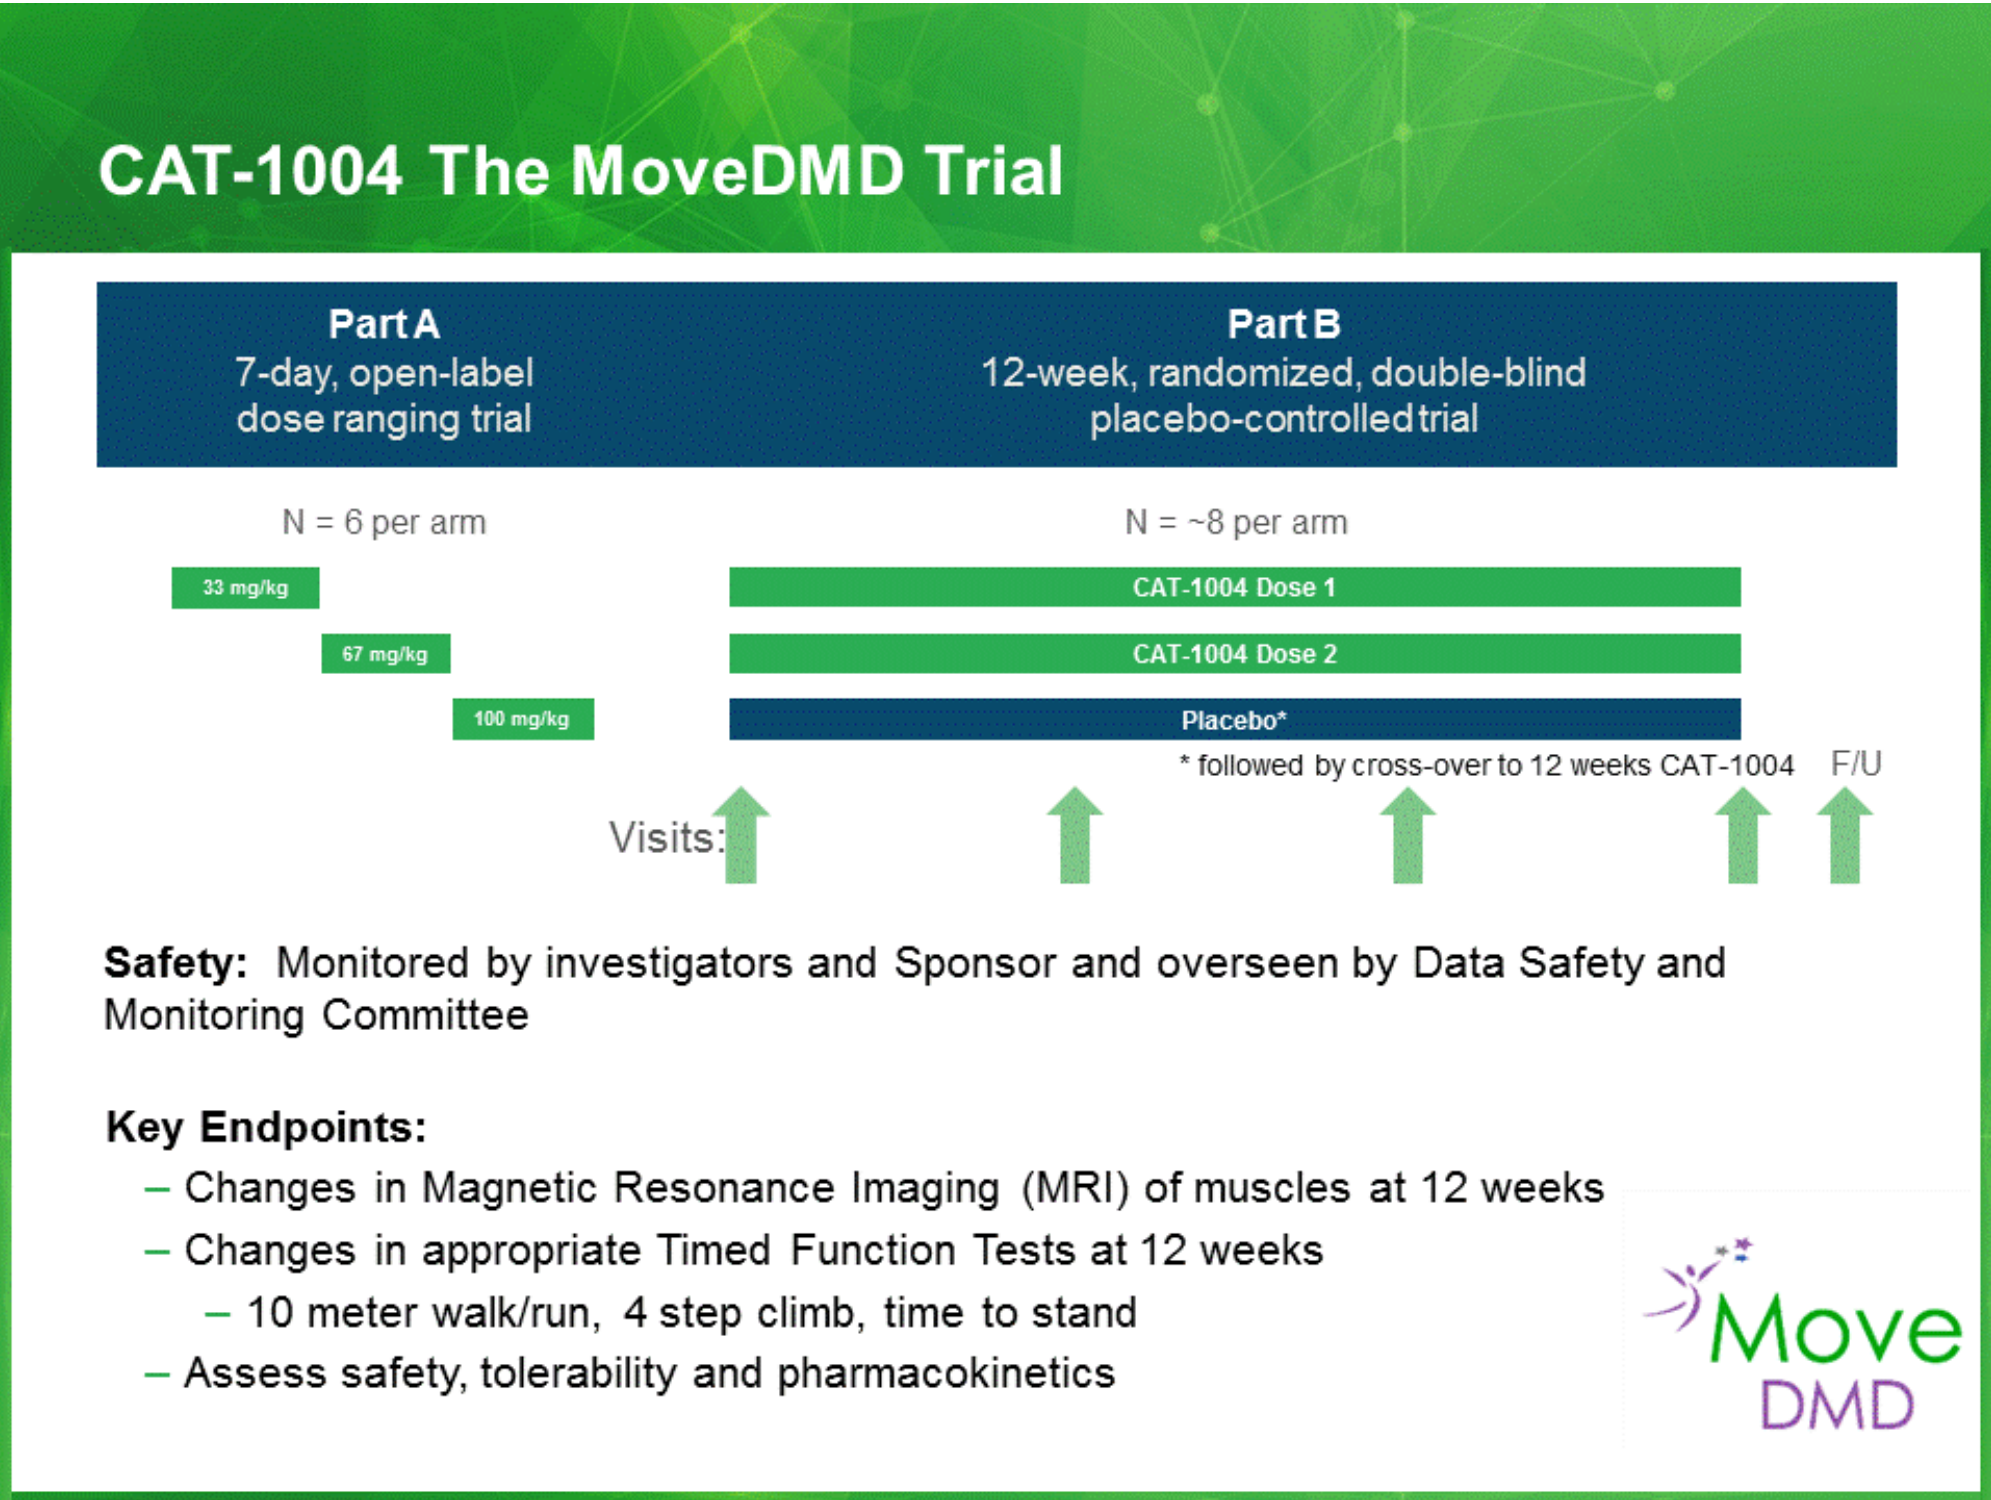 CAT-1004 The MoveDMD Trial
Part A
7-day, open-label
dose ranging trial
Part B
12-week, randomized, double-blind
placebo-controlled trial
N = 6 per arm
N = ~8 per arm
33 mg/kg
67 mg/kg
100 mg/kg
CAT-1004 Dose 1
CAT-1004 Dose 2
Placebo*
* followed by cross-over to 12 weeks CAT-1004
F/U
Visits:
Safety: Monitored by investigators and Sponsor and overseen by Data Safety and
Monitoring Committee
Key Endpoints:
– Changes in Magnetic Resonance Imaging (MRI) of muscles at 12 weeks
– Changes in appropriate Timed Function Tests at 12 weeks
– 10 meter walk/run, 4 step climb, time to stand
– Assess safety, tolerability and pharmacokinetics
Move
DMD